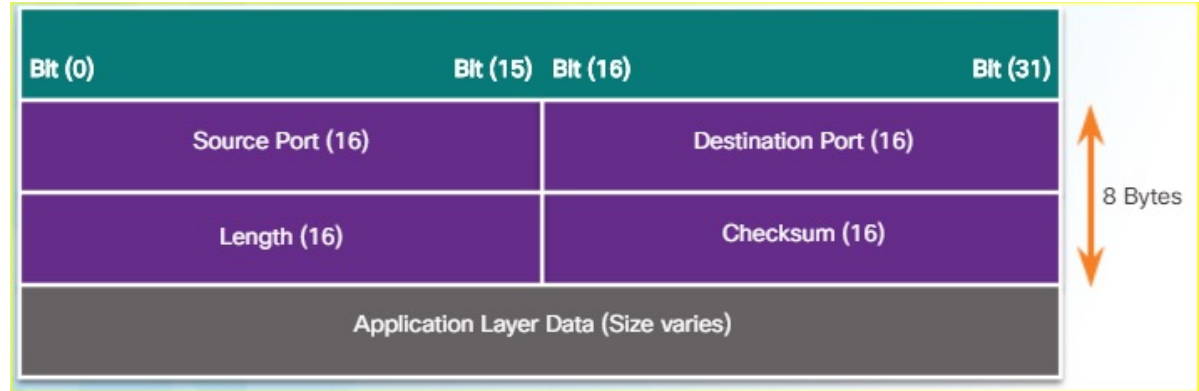 Bit (0) Bit (15) Bit (16) Bit (31)
Source Port (16) Destination Port (16)
8 Bytes
Length (16) Checksum (16)
Application Layer Data (Size varies)